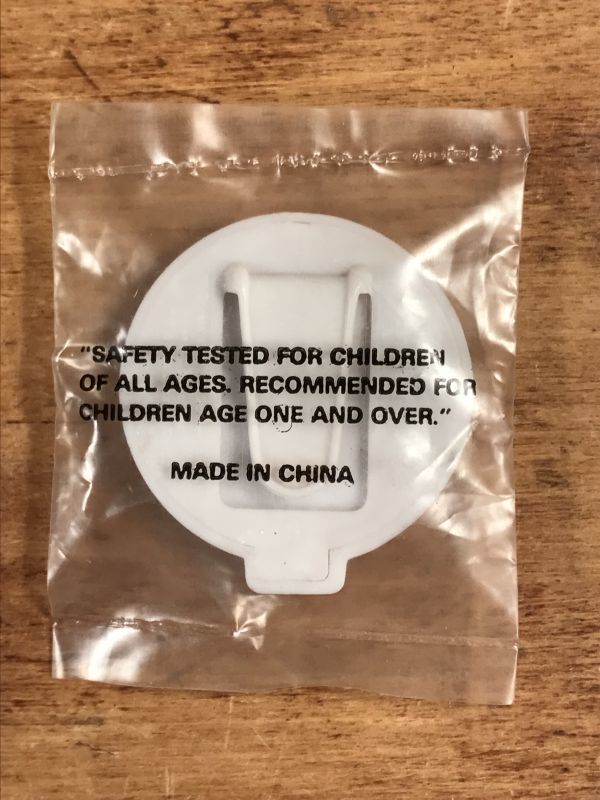 "SAFETY TESTED FOR CHILDREN
OF ALL AGES. RECOMMENDED FOR
CHILDREN AGE ONE AND OVER."
MADE IN CHINA